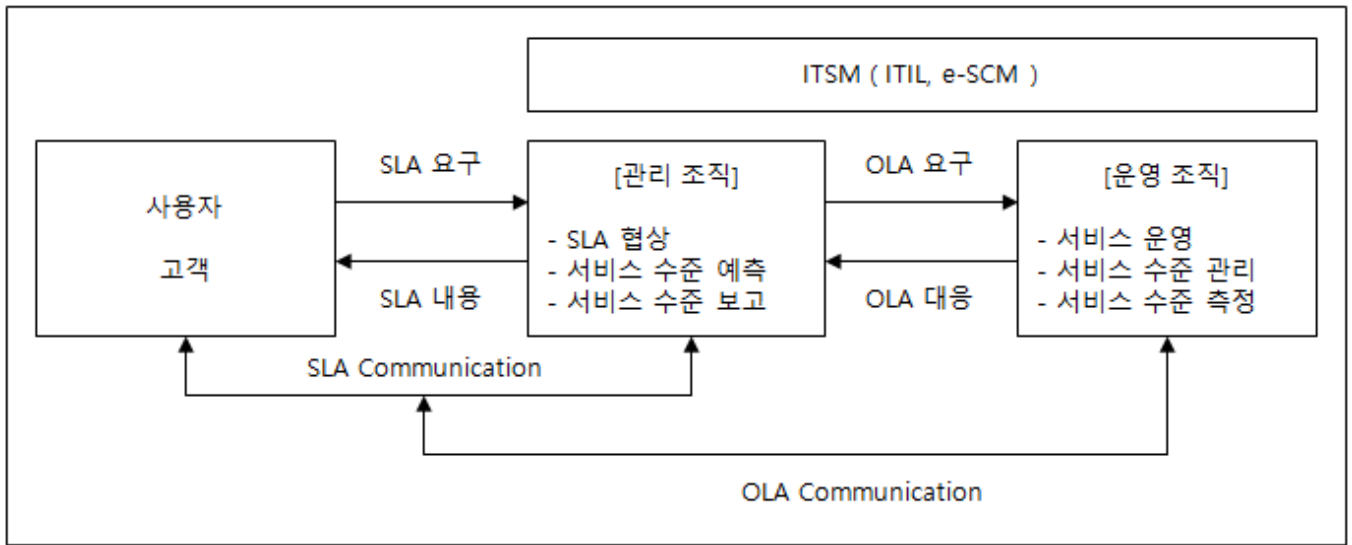 ITSM ( ITIL, e-SCM )
사용자
고객
SLA 요구
SLA 내용
[관리 조직]
- SLA 협상
- 서비스 수준 예측
- 서비스 수준 보고
OLA 요구
OLA 대응
[운영 조직]
- 서비스 운영
- 서비스 수준 관리
- 서비스 수준 측정
SLA Communication
OLA Communication